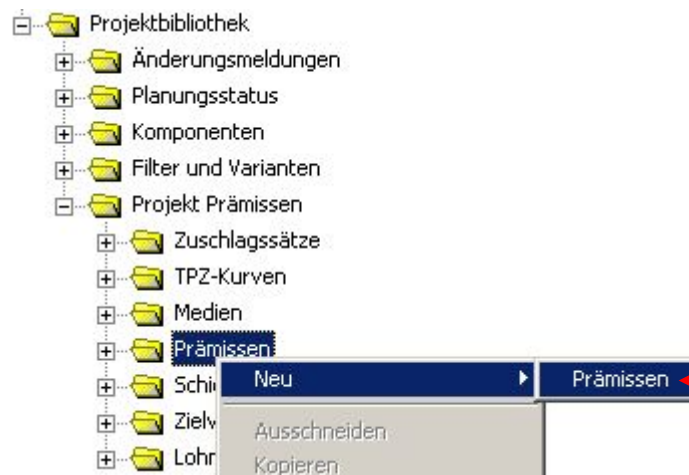 Projektbibliothek
Änderungsmeldungen
Planungsstatus
Komponenten
Filter und Varianten
Projekt Prämissen
Zuschlagssätze
TPZ-Kurven
Medien
Prämissen
Neu
Prämissen
Ausschneiden
Kopieren